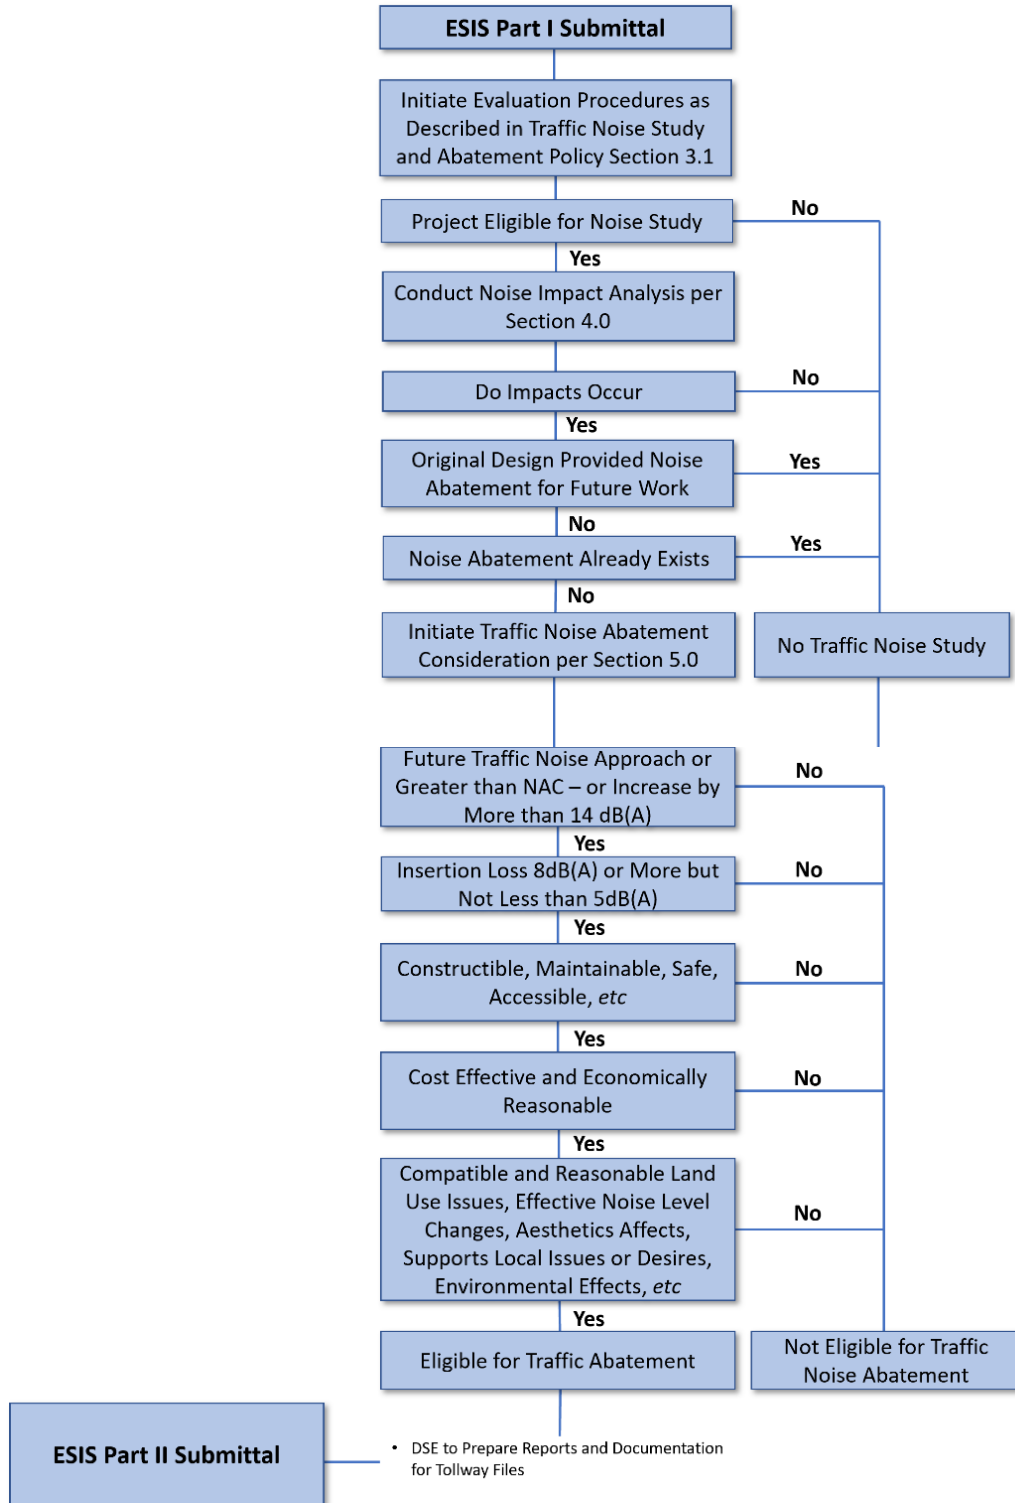 ESIS Part I Submittal
Initiate Evaluation Procedures as
Described in Traffic Noise Study
and Abatement Policy Section 3.1
Project Eligible for Noise Study
No
Yes
Conduct Noise Impact Analysis per
Section 4.0
Do Impacts Occur
No
Yes
Original Design Provided Noise
Abatement for Future Work
Yes
No
Noise Abatement Already Exists
Yes
No
Initiate Traffic Noise Abatement
Consideration per Section 5.0
No Traffic Noise Study
Future Traffic Noise Approach or
Greater than NAC – or Increase by
More than 14 dB(A)
No
Yes
Insertion Loss 8dB(A) or More but
Not Less than 5dB(A)
No
Yes
Constructible, Maintainable, Safe,
Accessible, etc
No
Yes
Cost Effective and Economically
Reasonable
No
Yes
Compatible and Reasonable Land
Use Issues, Effective Noise Level
Changes, Aesthetics Affects,
Supports Local Issues or Desires,
Environmental Effects, etc
No
Yes
Eligible for Traffic Abatement
Not Eligible for Traffic
Noise Abatement
ESIS Part II Submittal
• DSE to Prepare Reports and Documentation
for Tollway Files